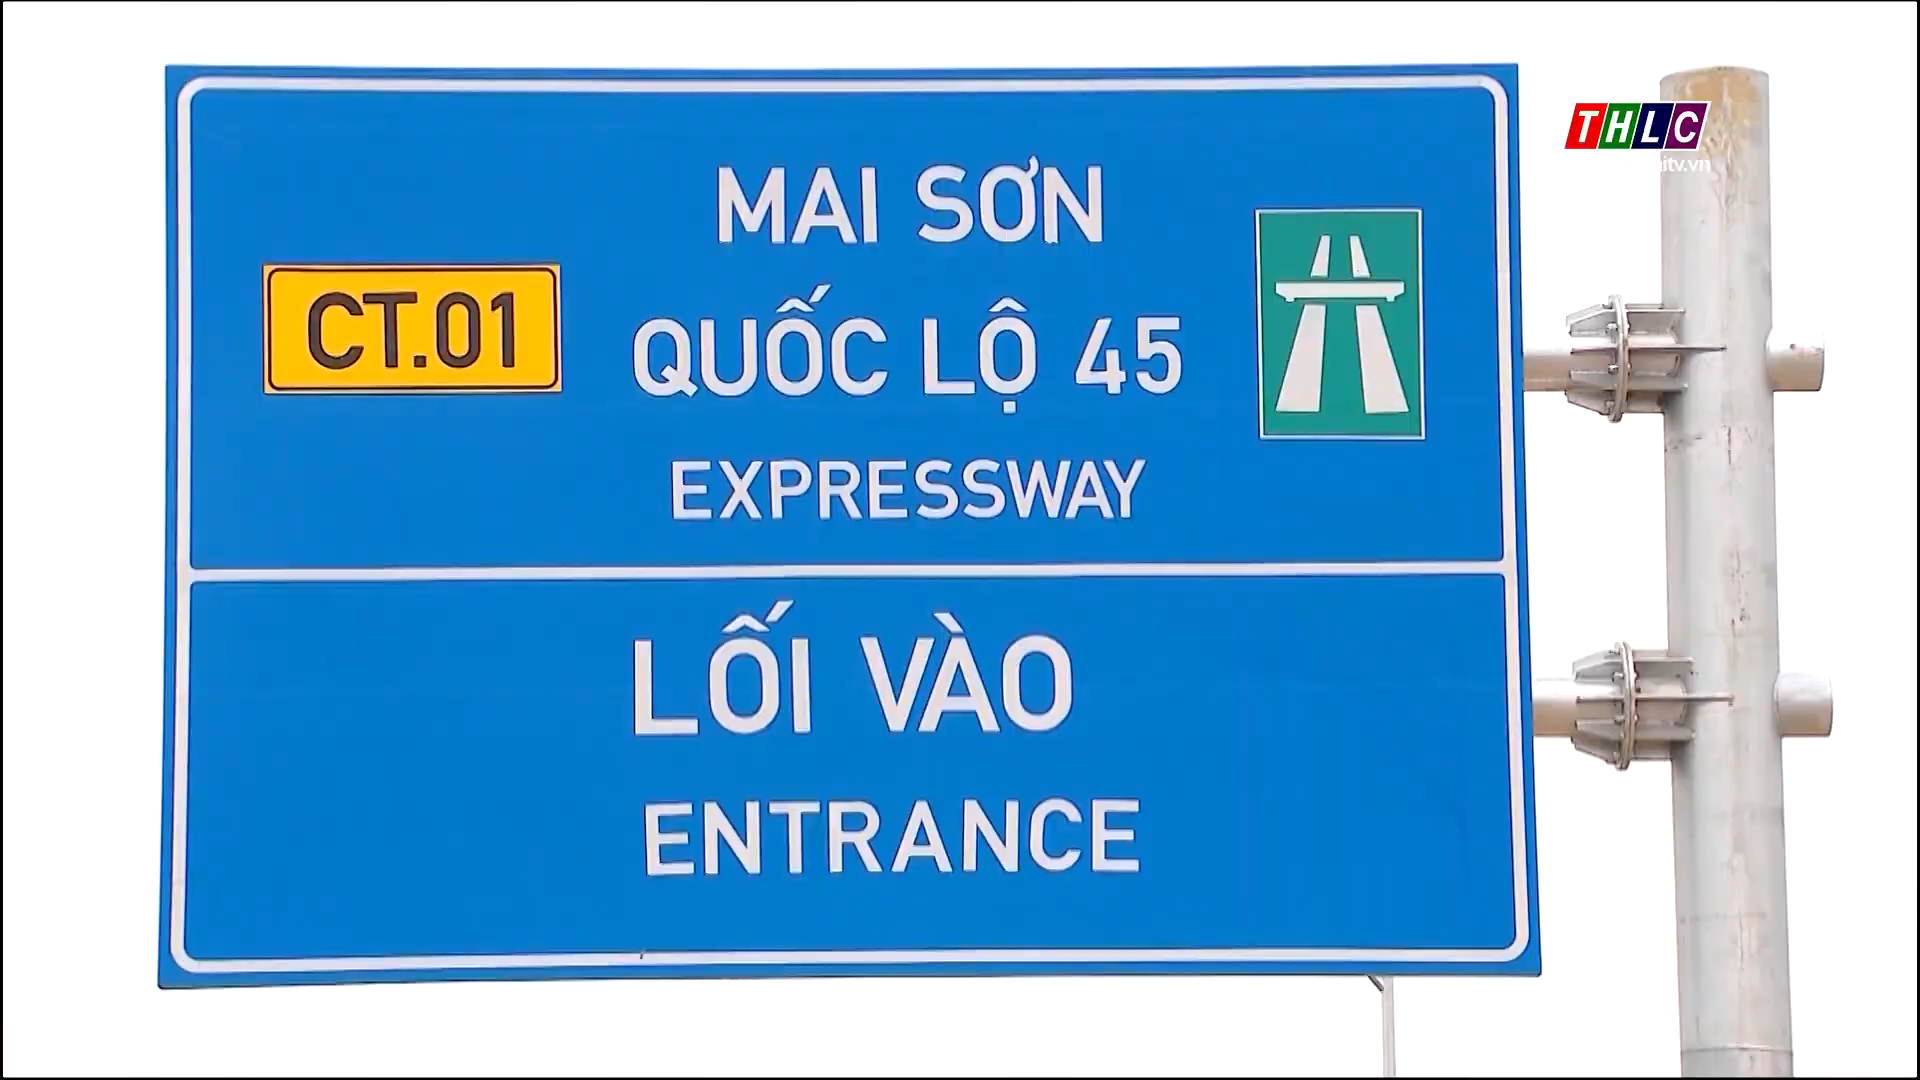 THLC
MAI SƠN
CT.01
QUỐC LỘ 45
EXPRESSWAY
LỐI VÀO
ENTRANCE